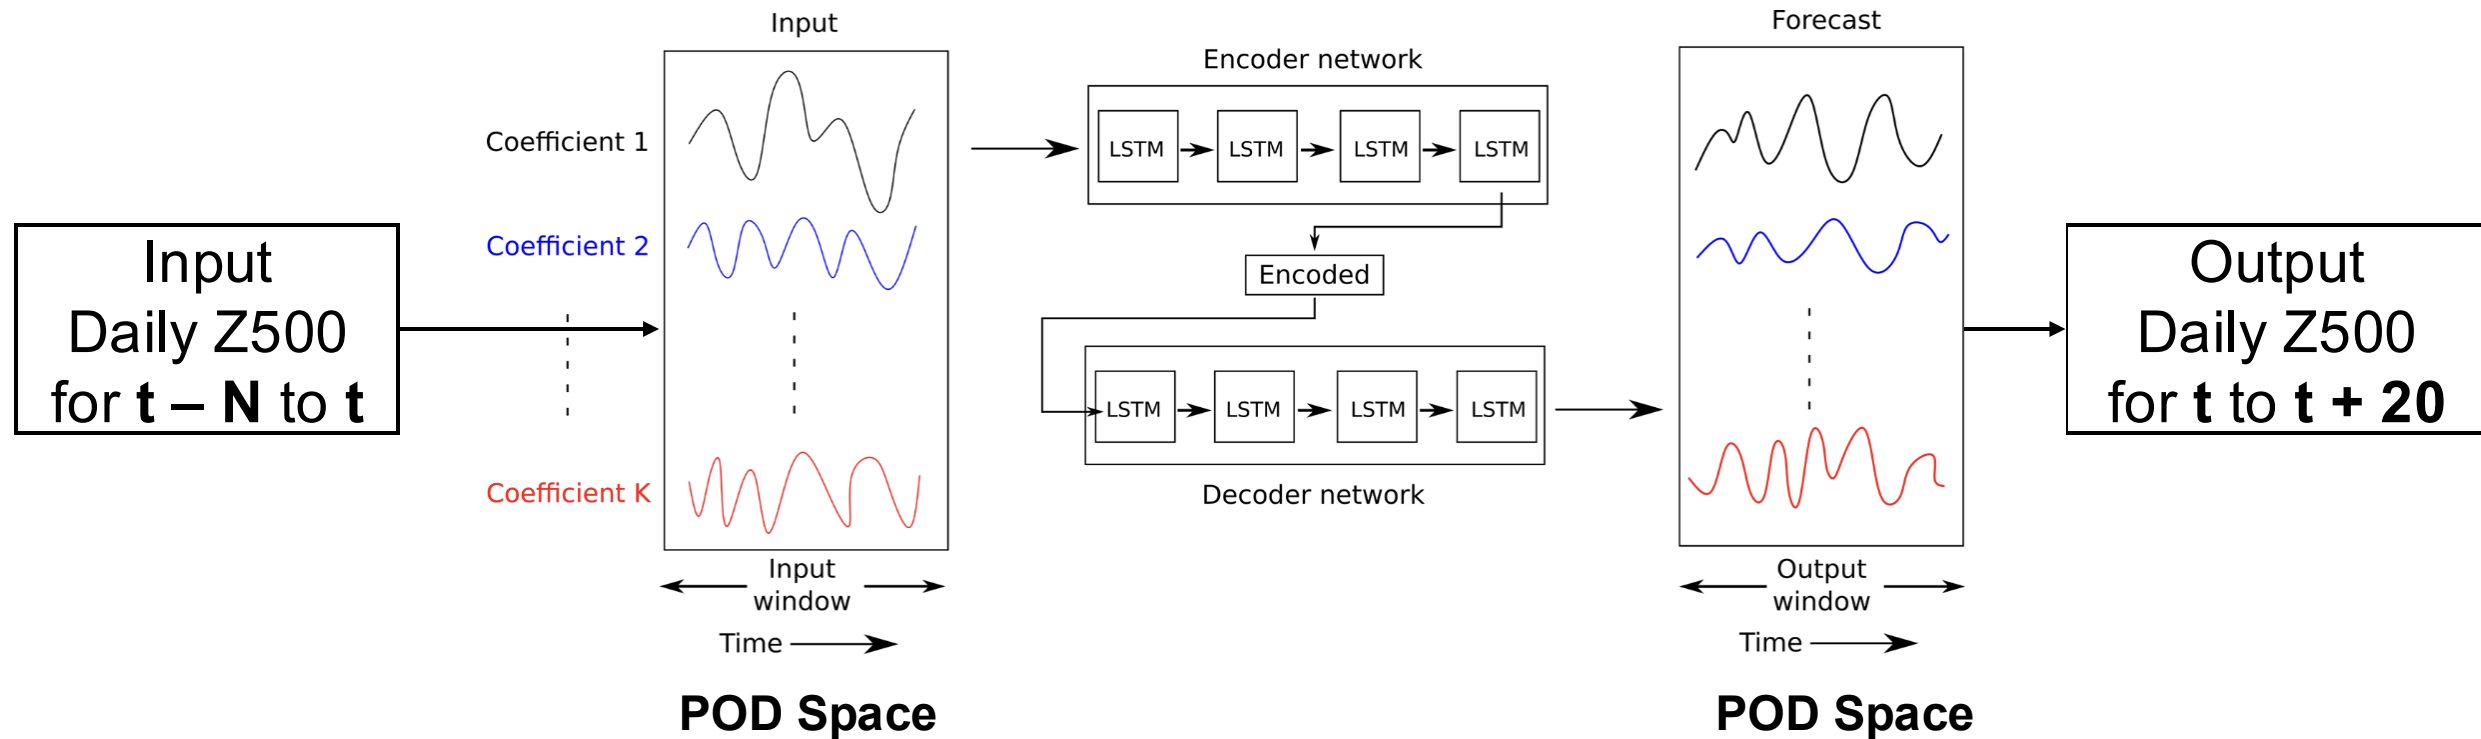 Input
Daily Z500
for t – N to t
Input
Coefficient 1
Coefficient 2
Coefficient K
Input
window
Time
POD Space
Encoder network
LSTM LSTM LSTM LSTM
Encoded
LSTM LSTM LSTM LSTM
Decoder network
Forecast
Output
window
Time
POD Space
Output
Daily Z500
for t to t + 20